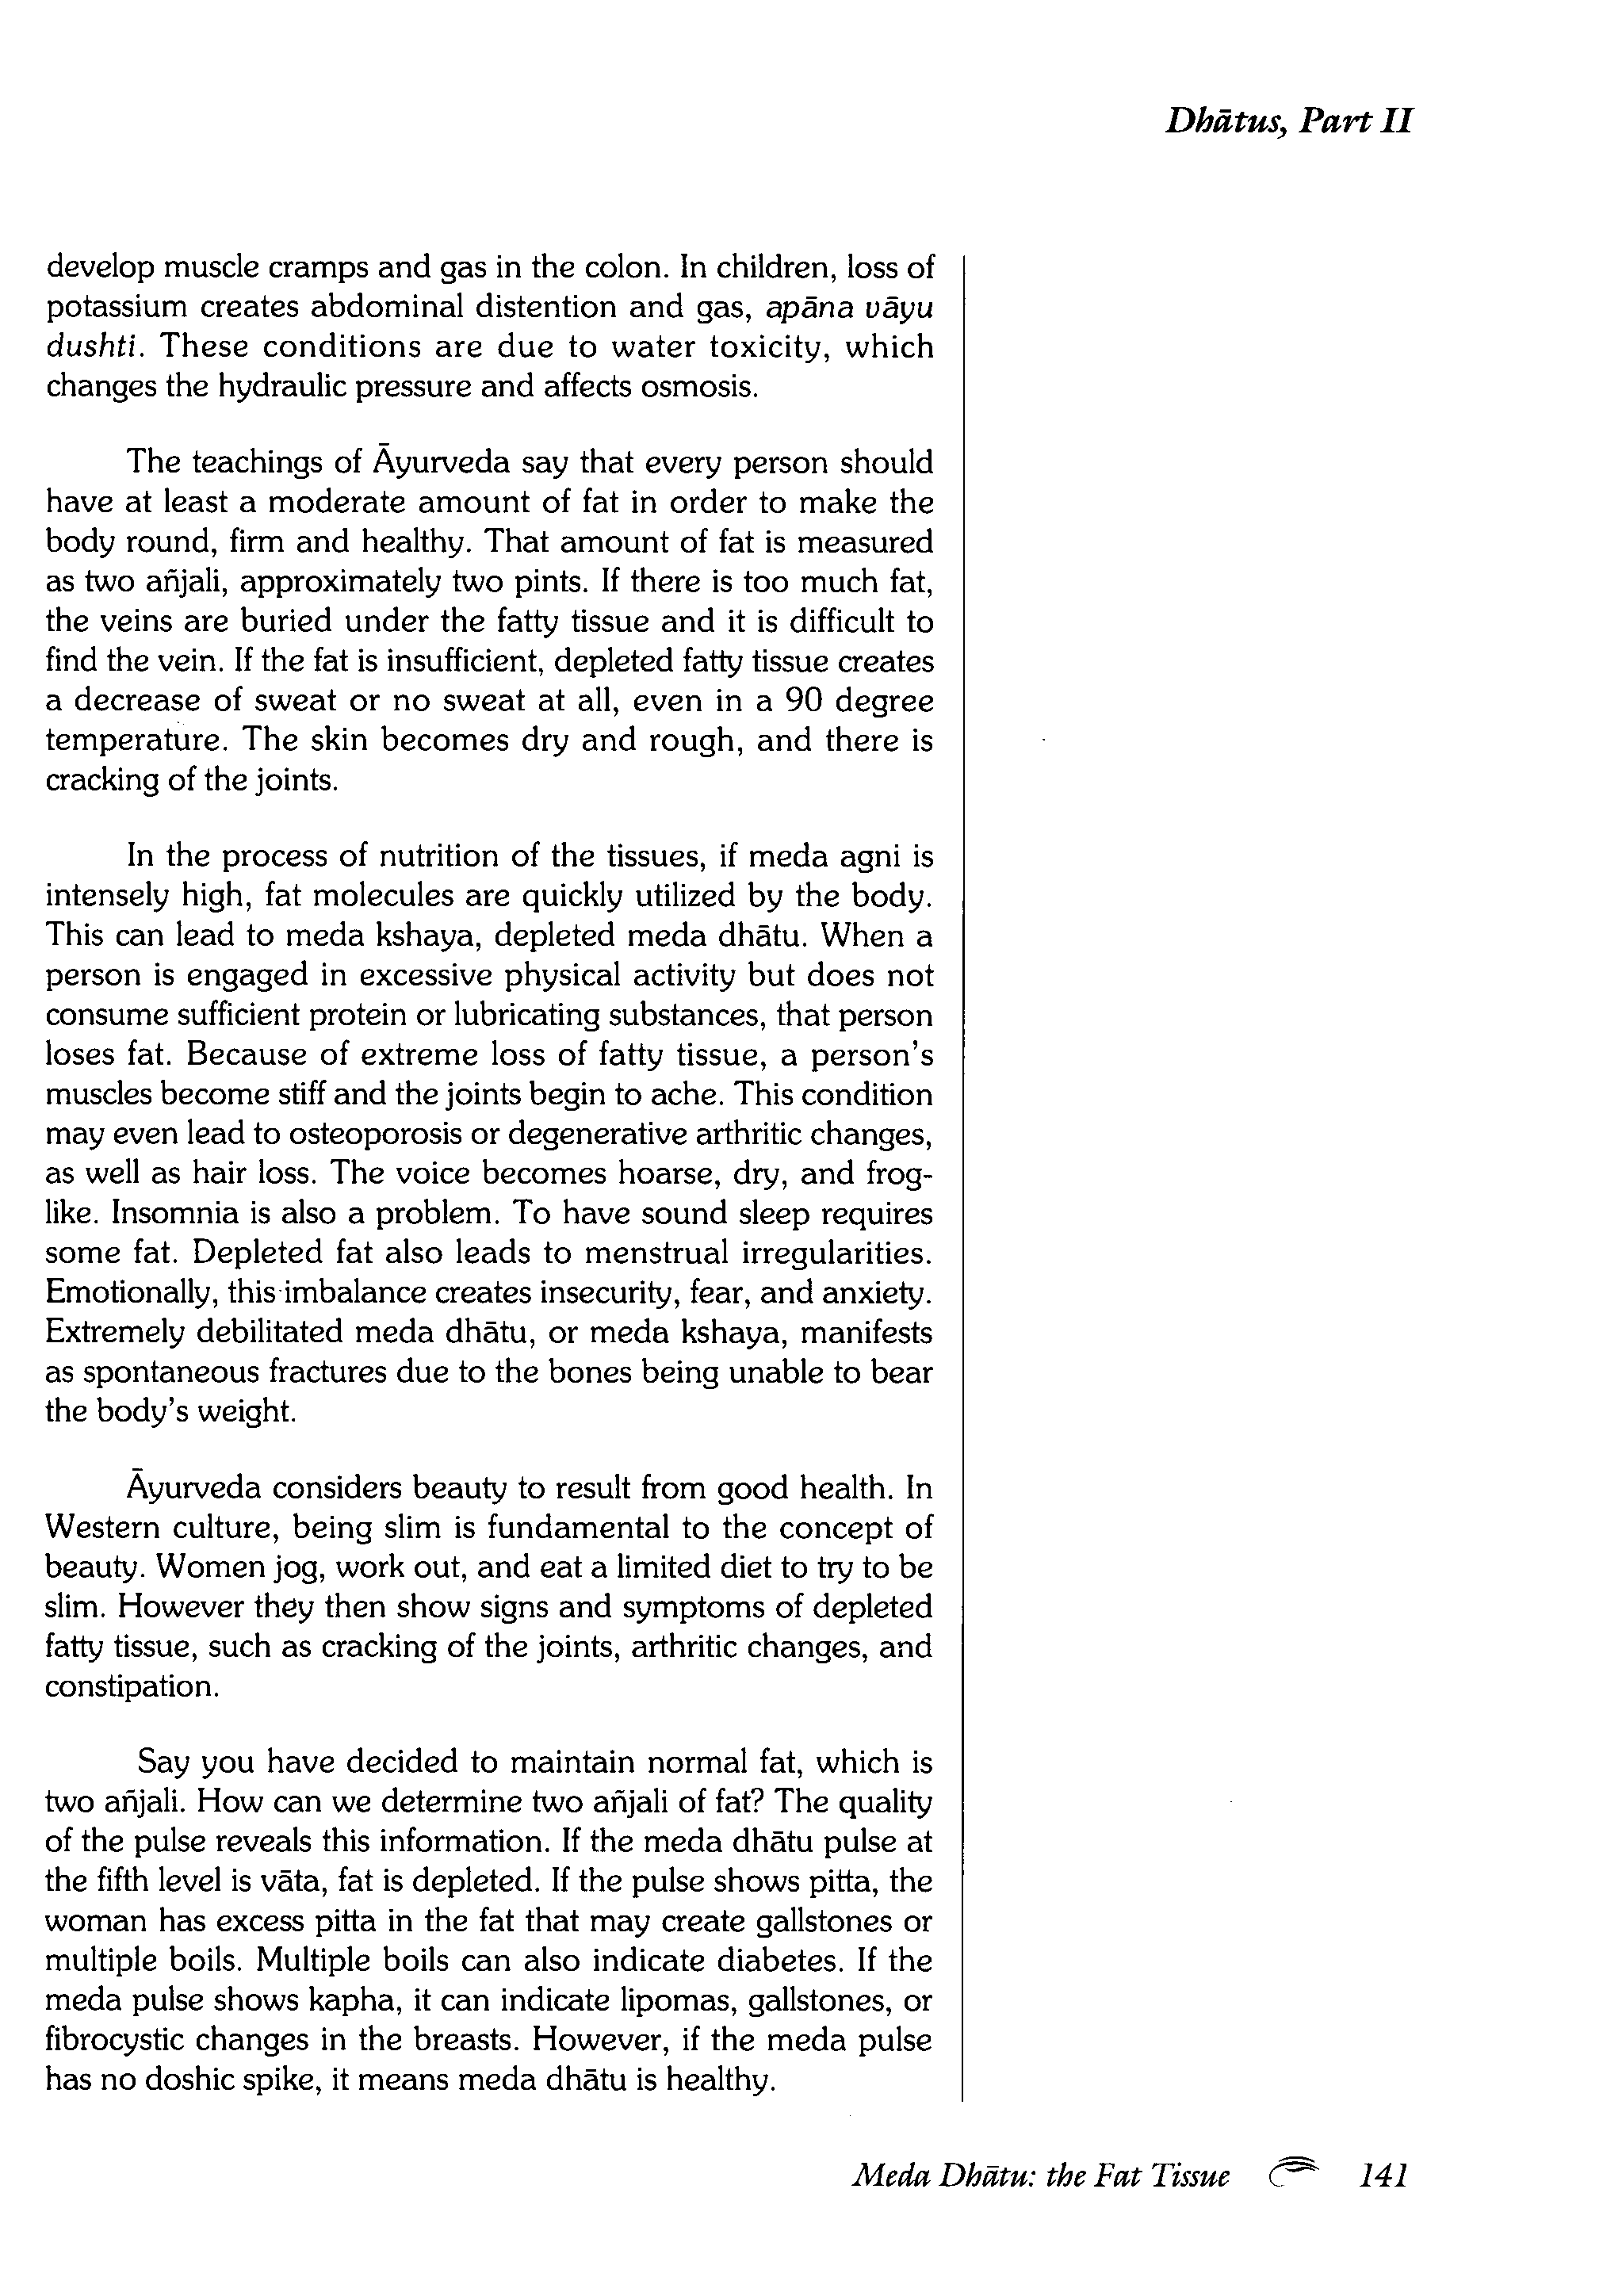 Dhātus, Part II
develop muscle cramps and gas in the colon. In children, loss of
potassium creates abdominal distention and gas, apāna vāyu
dushti. These conditions are due to water toxicity, which
changes the hydraulic pressure and affects osmosis.
The teachings of Āyurveda say that every person should
have at least a moderate amount of fat in order to make the
body round, firm and healthy. That amount of fat is measured
as two añjali, approximately two pints. If there is too much fat,
the veins are buried under the fatty tissue and it is difficult to
find the vein. If the fat is insufficient, depleted fatty tissue creates
a decrease of sweat or no sweat at all, even in a 90 degree
temperature. The skin becomes dry and rough, and there is
cracking of the joints.
In the process of nutrition of the tissues, if meda agni is
intensely high, fat molecules are quickly utilized by the body.
This can lead to meda kshaya, depleted meda dhātu. When a
person is engaged in excessive physical activity but does not
consume sufficient protein or lubricating substances, that person
loses fat. Because of extreme loss of fatty tissue, a person's
muscles become stiff and the joints begin to ache. This condition
may even lead to osteoporosis or degenerative arthritic changes,
as well as hair loss. The voice becomes hoarse, dry, and frog-
like. Insomnia is also a problem. To have sound sleep requires
some fat. Depleted fat also leads to menstrual irregularities.
Emotionally, this imbalance creates insecurity, fear, and anxiety.
Extremely debilitated meda dhātu, or meda kshaya, manifests
as spontaneous fractures due to the bones being unable to bear
the body's weight.
Āyurveda considers beauty to result from good health. In
Western culture, being slim is fundamental to the concept of
beauty. Women jog, work out, and eat a limited diet to try to be
slim. However they then show signs and symptoms of depleted
fatty tissue, such as cracking of the joints, arthritic changes, and
constipation.
Say you have decided to maintain normal fat, which is
two añjali. How can we determine two añjali of fat? The quality
of the pulse reveals this information. If the meda dhātu pulse at
the fifth level is vāta, fat is depleted. If the pulse shows pitta, the
woman has excess pitta in the fat that may create gallstones or
multiple boils. Multiple boils can also indicate diabetes. If the
meda pulse shows kapha, it can indicate lipomas, gallstones, or
fibrocystic changes in the breasts. However, if the meda pulse
has no doshic spike, it means meda dhātu is healthy.
Meda Dhātu: the Fat Tissue 141